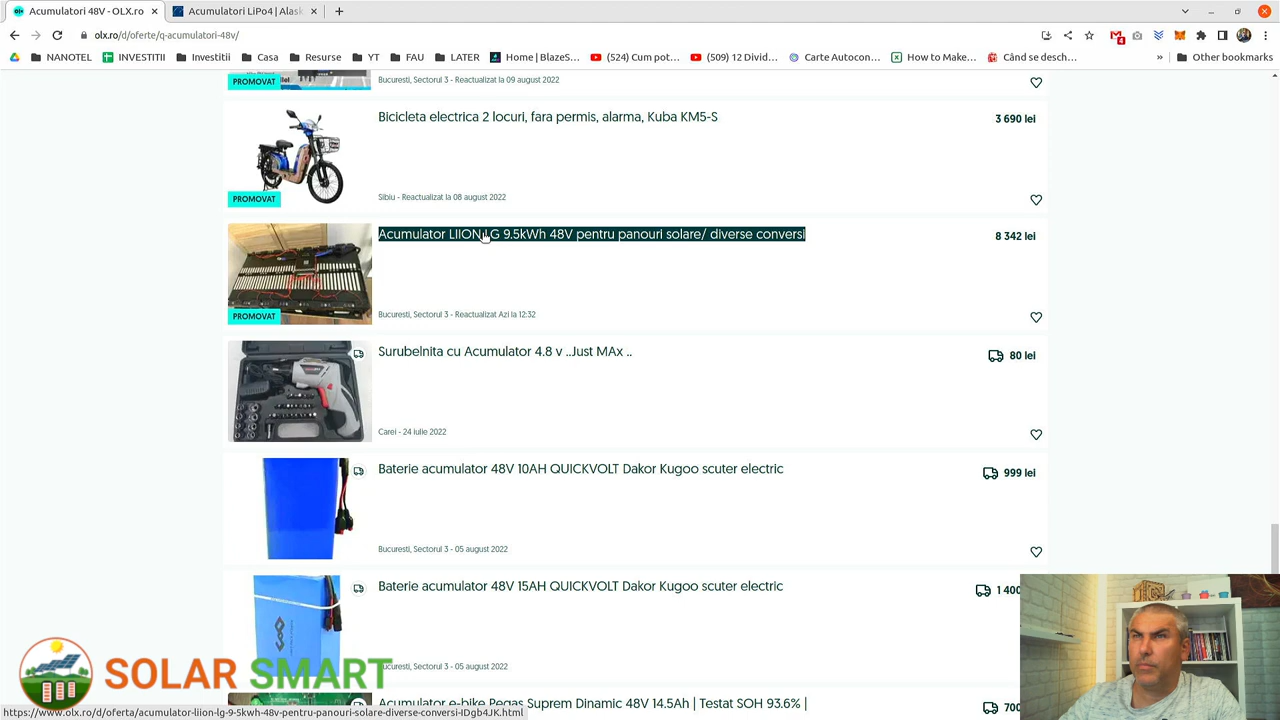 Acumulatori 48V - OLX.ro
Acumulatori LiPo4 | Alask
olx.ro/d/oferte/q-acumulatori-48v/
NANOTEL
INVESTITII
Investitii
Casa
Resurse
YT
FAU
LATER
Home | BlazeS...
(524) Cum pot...
(509) 12 Divid...
Carte Autocon...
How to Make...
Când se desch...
»
Other bookmarks
PROMOVAT
Bucuresti, Sectorul 3 - Reactualizat la 09 august 2022
Bicicleta electrica 2 locuri, fara permis, alarma, Kuba KM5-S
3 690 lei
PROMOVAT
Sibiu - Reactualizat la 08 august 2022
Acumulator LIION LG 9.5kWh 48V pentru panouri solare/ diverse conversi
8 342 lei
PROMOVAT
Bucuresti, Sectorul 3 - Reactualizat Azi la 12:32
Surubelnita cu Acumulator 4.8 v ..Just MAx ..
80 lei
Carei - 24 iulie 2022
Baterie acumulator 48V 10AH QUICKVOLT Dakor Kugoo scuter electric
999 lei
Bucuresti, Sectorul 3 - 05 august 2022
Baterie acumulator 48V 15AH QUICKVOLT Dakor Kugoo scuter electric
1 400
SOLAR SMART
Bucuresti, Sectorul 3 - 05 august 2022
Acumulator e-bike Pegas Suprem Dinamic 48V 14.5Ah | Testat SOH 93.6% |
700
https://www.olx.ro/d/oferta/acumulator-liion-lg-9-5kwh-48v-pentru-panouri-solare-diverse-conversi-IDgb4JK.html